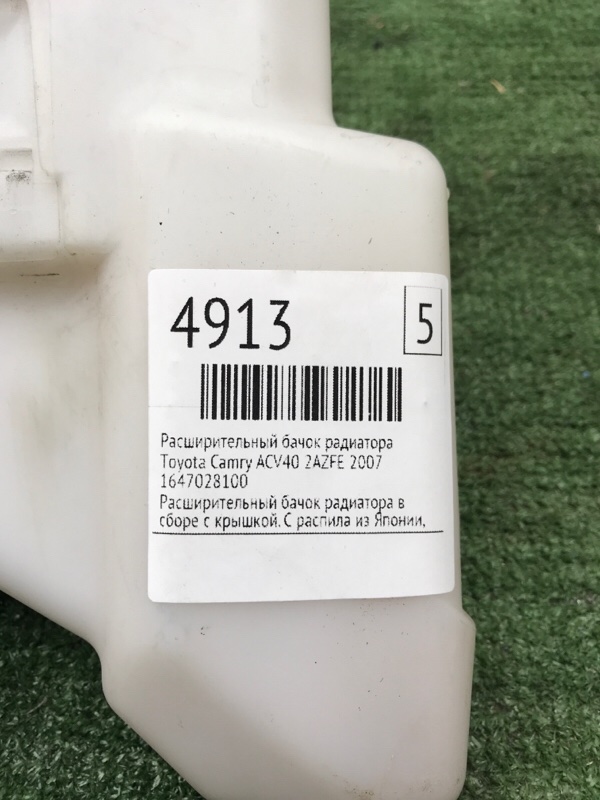 4913
5
Расширительный бачок радиатора
Toyota Camry ACV40 2AZFE 2007
1647028100
Расширительный бачок радиатора в
сборе с крышкой. С распила из Японии,